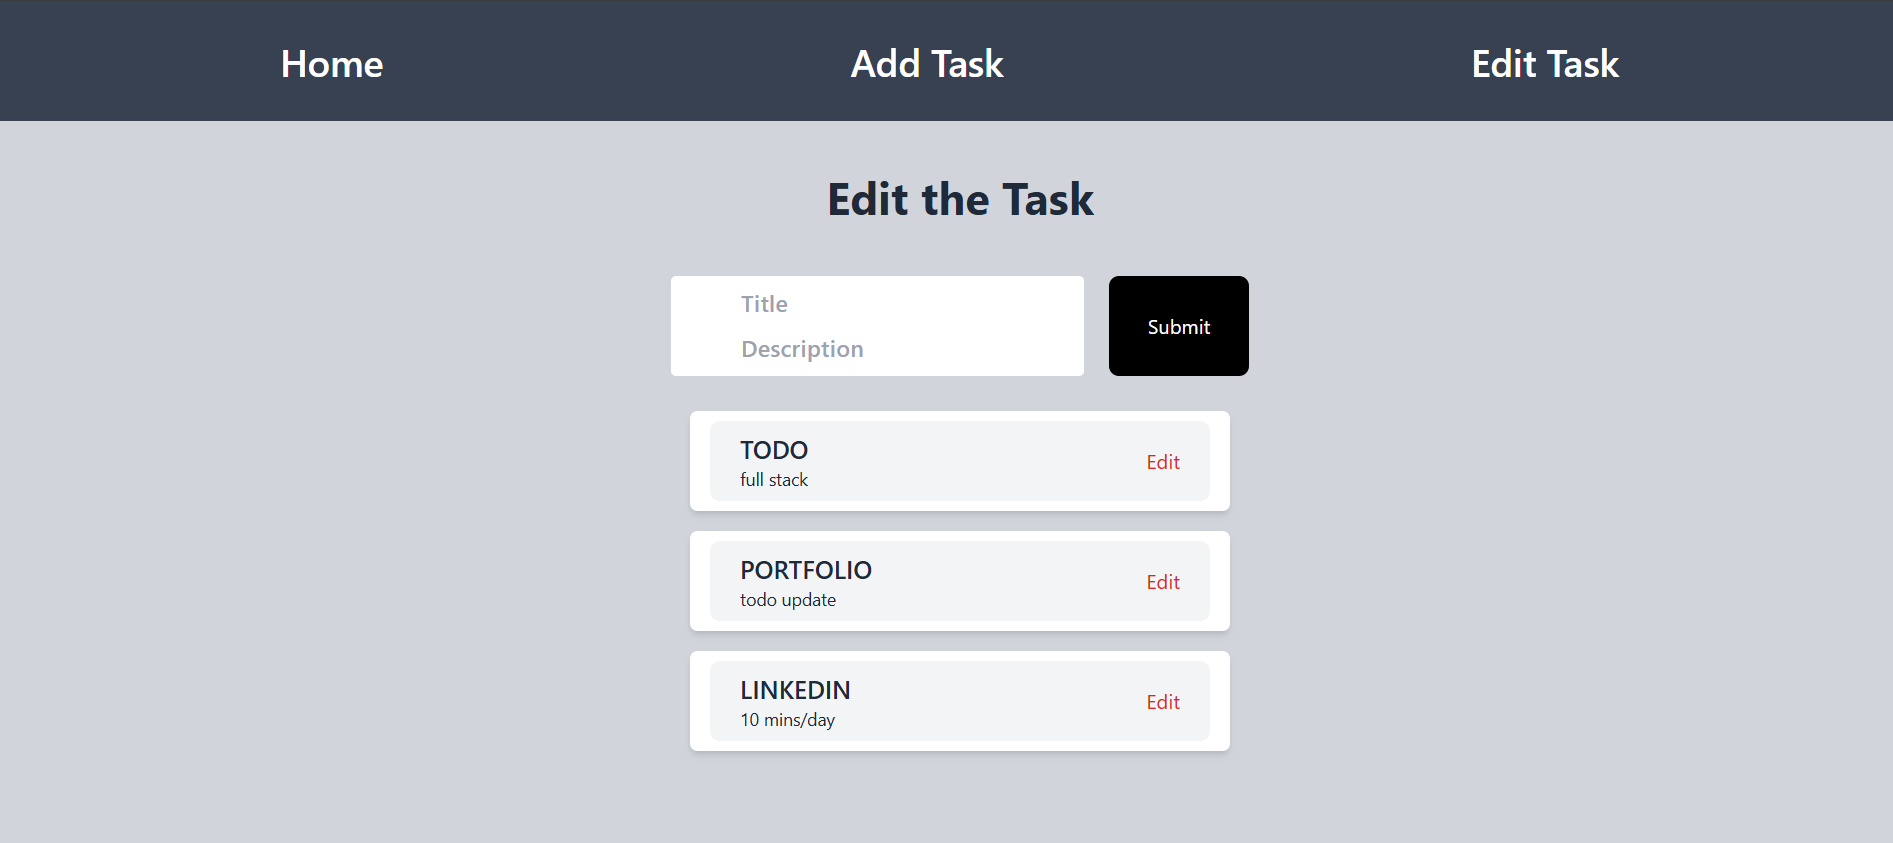 Home Add Task Edit Task
Edit the Task
Title
Description
Submit
TODO
full stack
Edit
PORTFOLIO
todo update
Edit
LINKEDIN
10 mins/day
Edit